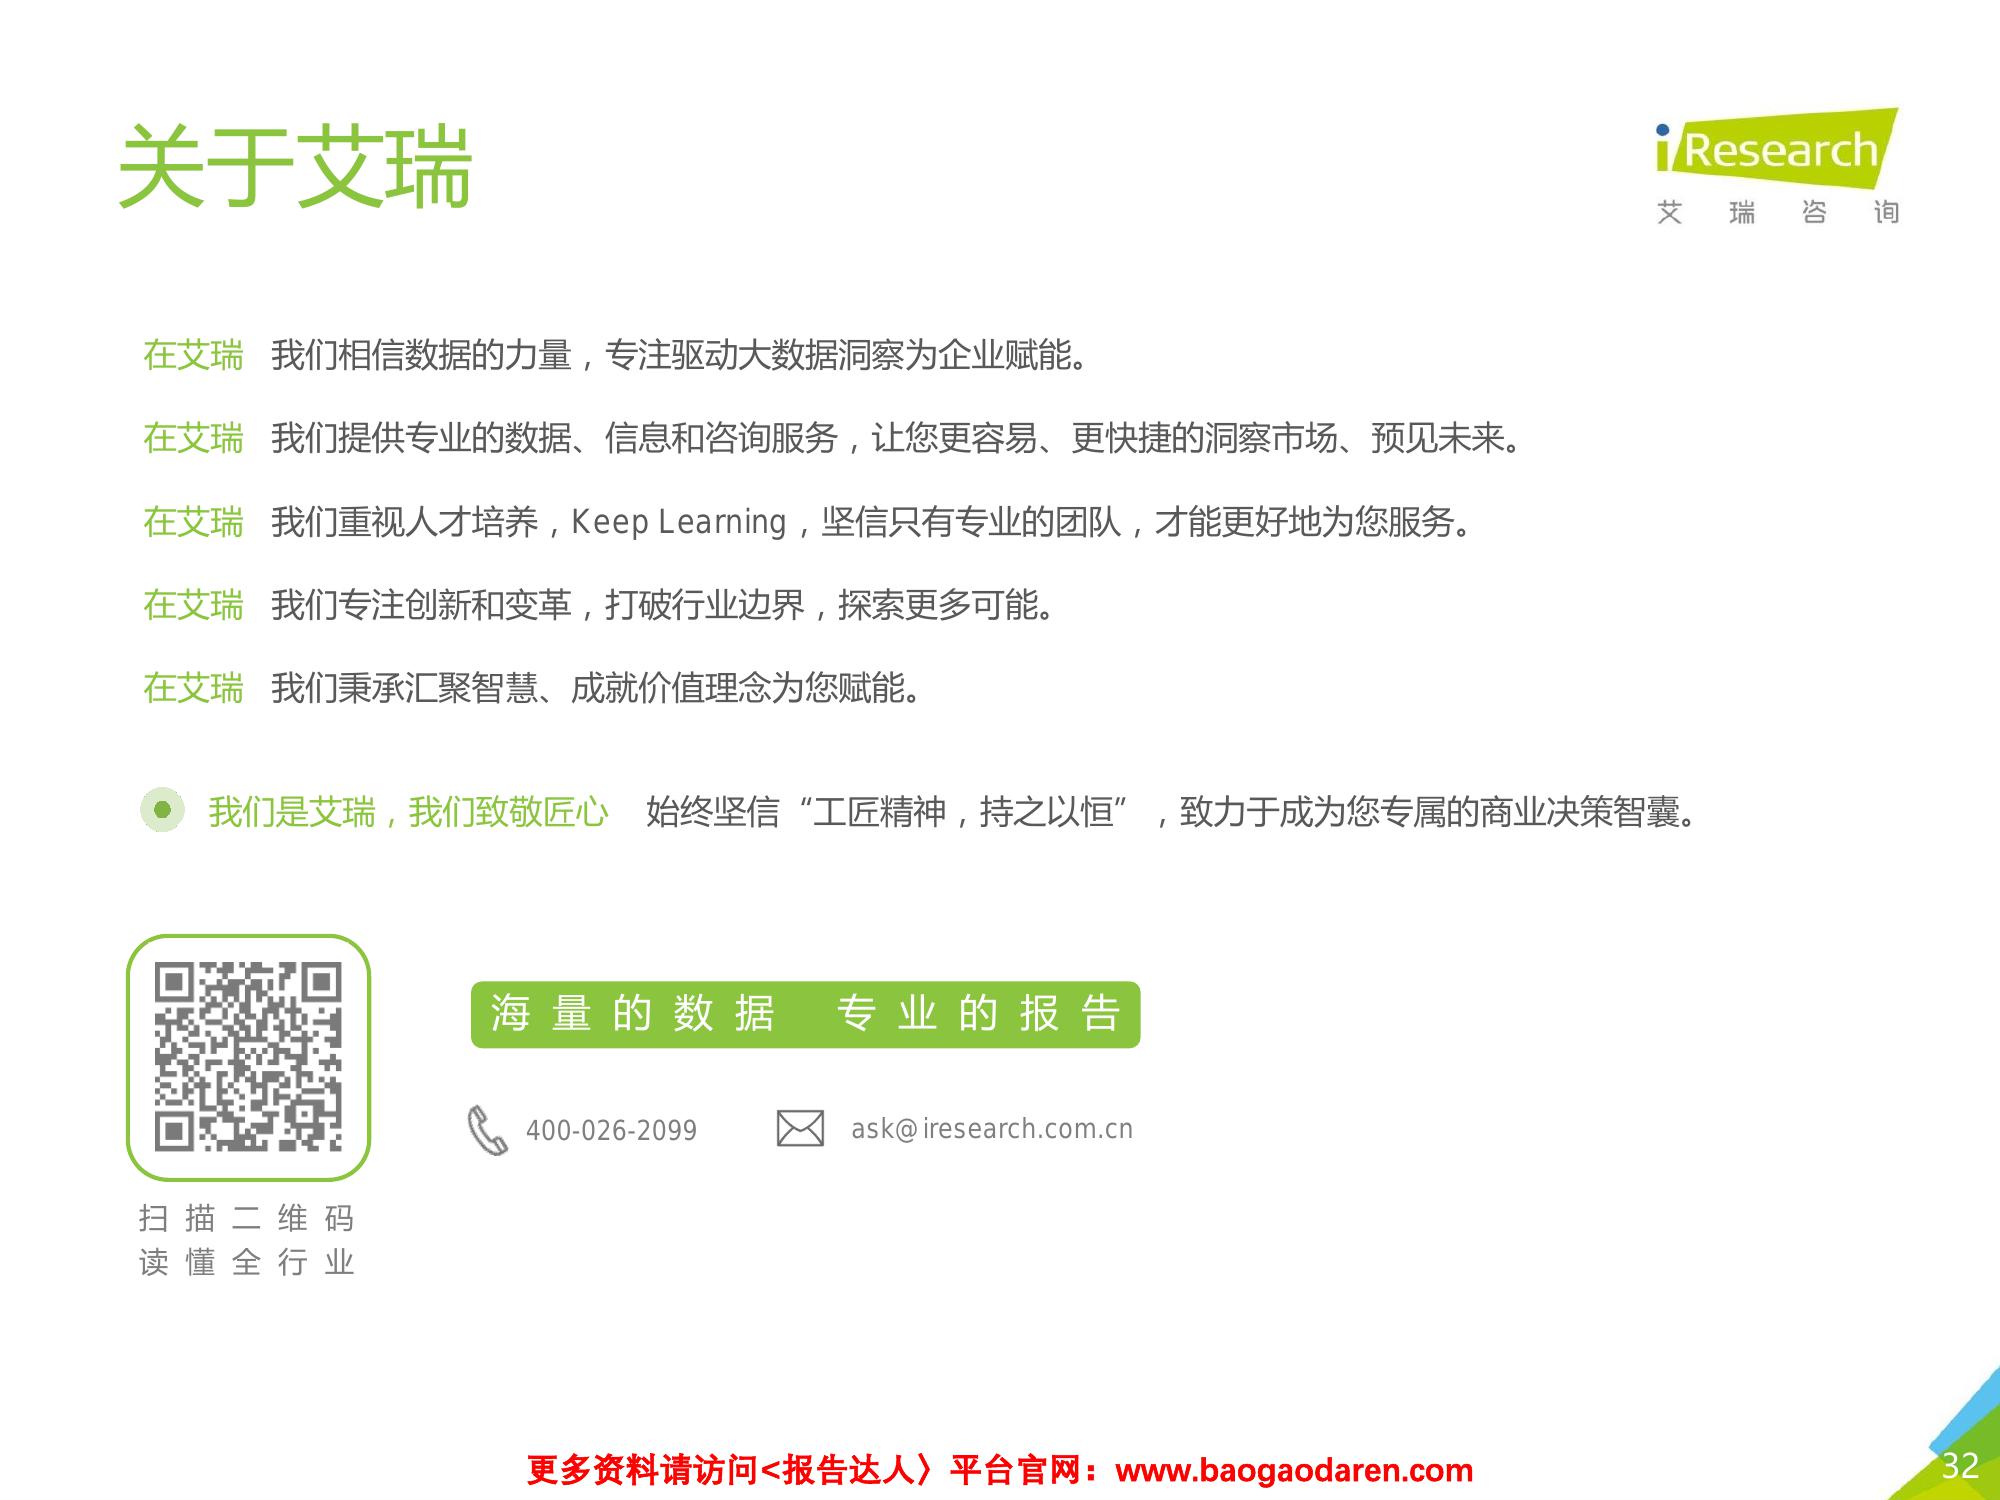 关于艾瑞
iResearch
艾瑞咨询
在艾瑞 我们相信数据的力量，专注驱动大数据洞察为企业赋能。
在艾瑞 我们提供专业的数据、信息和咨询服务，让您更容易、更快捷的洞察市场、预见未来。
在艾瑞 我们重视人才培养，Keep Learning，坚信只有专业的团队，才能更好地为您服务。
在艾瑞 我们专注创新和变革，打破行业边界，探索更多可能。
在艾瑞 我们秉承汇聚智慧、成就价值理念为您赋能。
我们是艾瑞，我们致敬匠心 始终坚信“工匠精神，持之以恒”，致力于成为您专属的商业决策智囊。
海量的数据 专业的报告
400-026-2099 ask@iresearch.com.cn
扫描二维码
读懂全行业
更多资料请访问<报告达人〉平台官网：www.baogaodaren.com
32